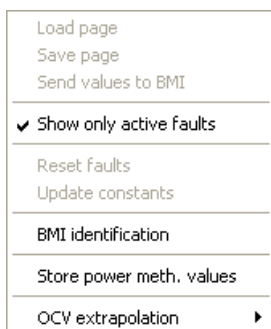 Load page
Save page
Send values to BMI
Show only active faults
Reset faults
Update constants
BMI identification
Store power meth. values
OCV extrapolation